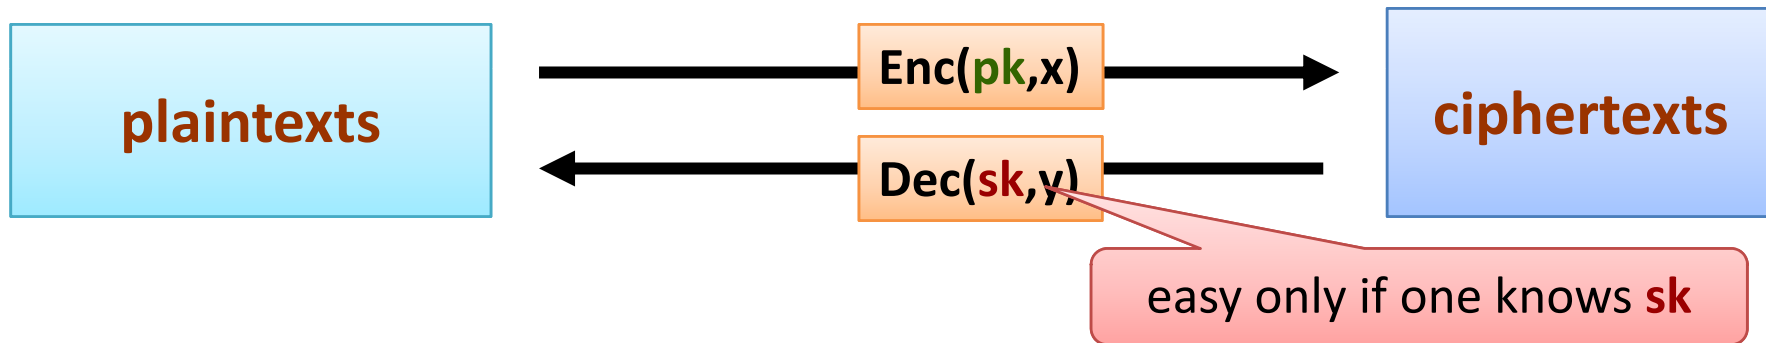 plaintexts
Enc(pk,x)
Dec(sk,y)
ciphertexts
easy only if one knows sk